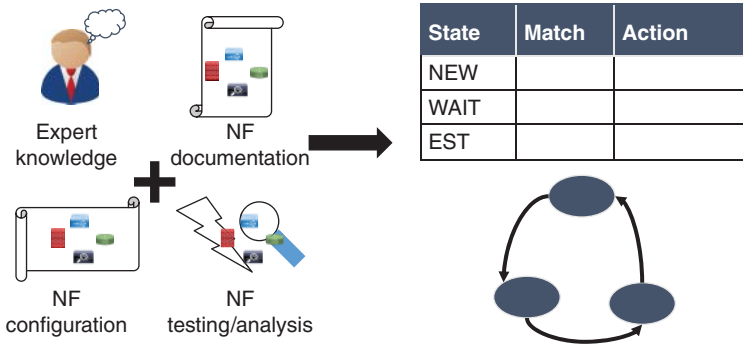 Expert
knowledge
NF
documentation
NF
configuration
NF
testing/analysis
State Match Action
NEW
WAIT
EST